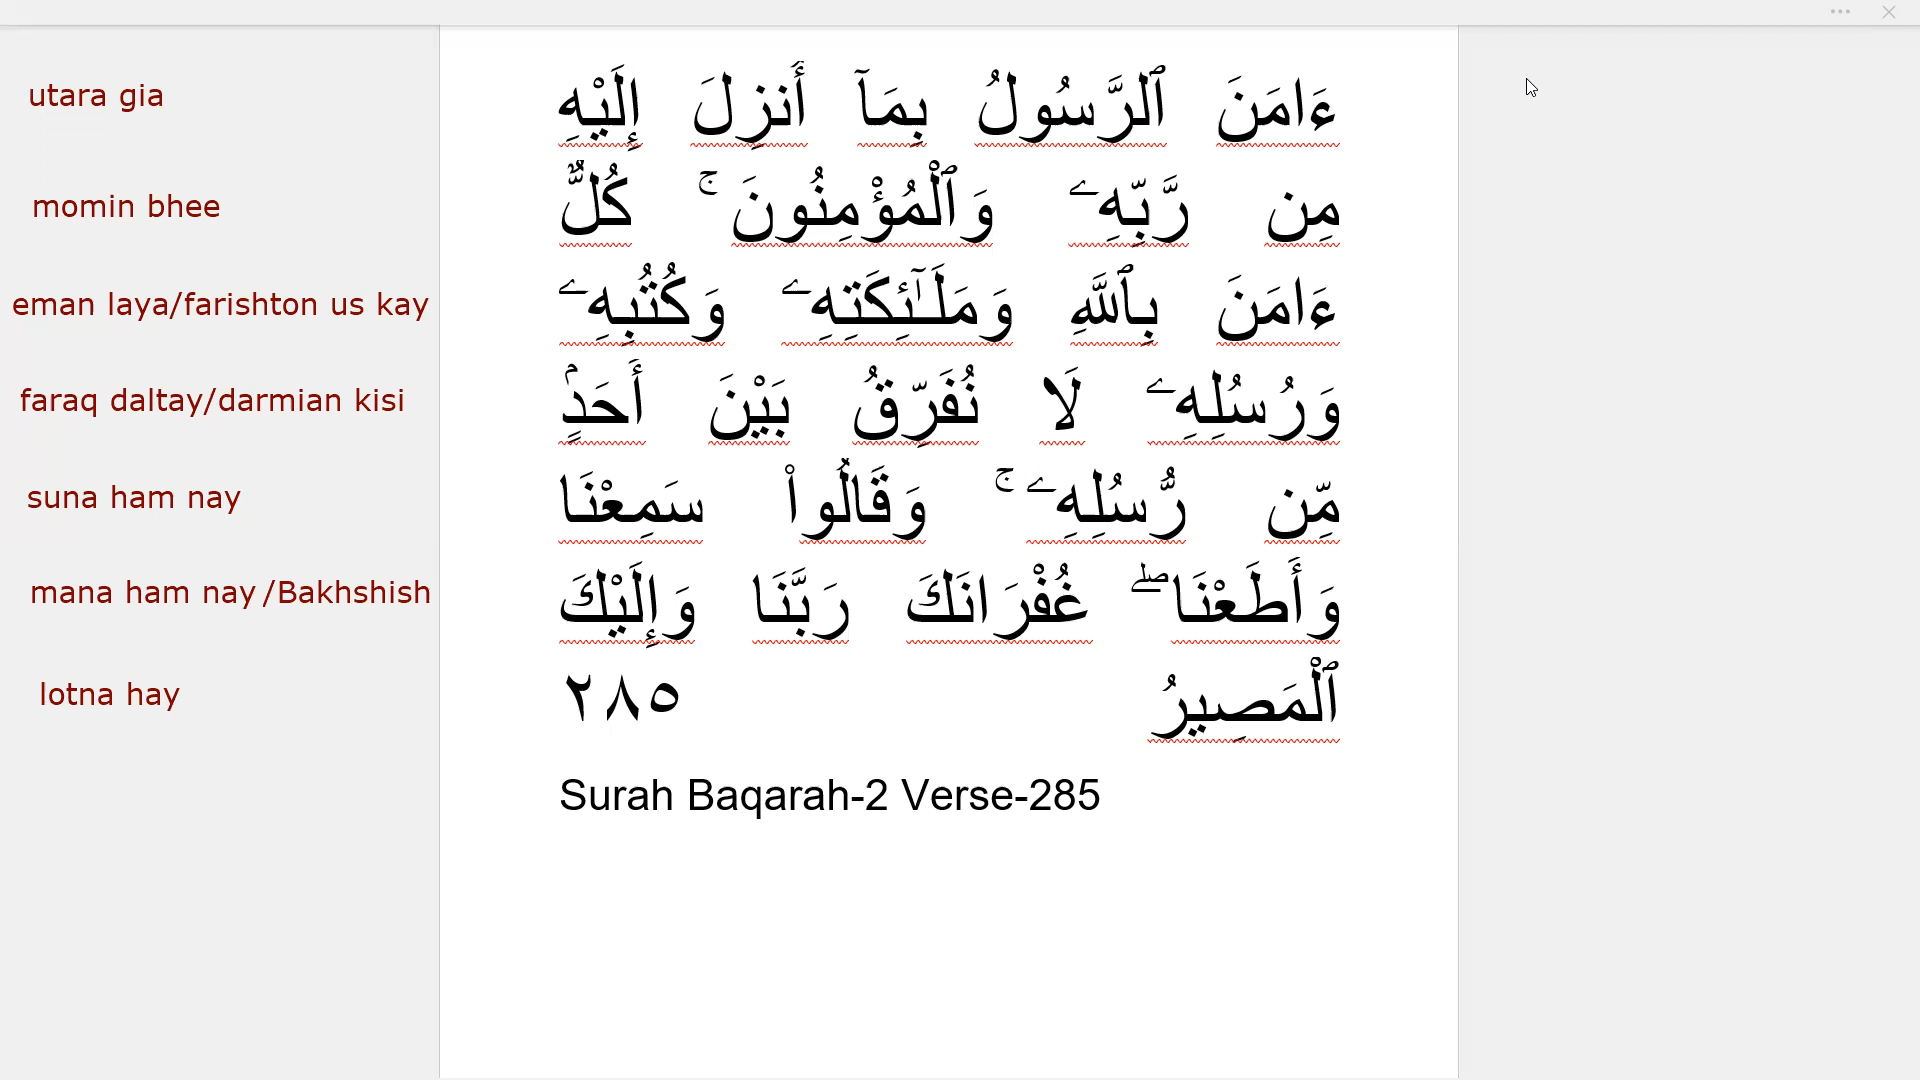 utara gia
momin bhee
eman laya/farishton us kay
faraq daltay/darmian kisi
suna ham nay
mana ham nay/Bakhshish
lotna hay
ءَامَنَ ٱلرَّسُولُ بِمَآ أُنزِلَ إِلَيْهِ
مِن رَّبِّهِۦ وَٱلْمُؤْمِنُونَ ۚ كُلٌّ
ءَامَنَ بِٱللَّهِ وَمَلَـٰٓئِكَتِهِۦ وَكُتُبِهِۦ
وَرُسُلِهِۦ لَا نُفَرِّقُ بَيْنَ أَحَدٍۢ
مِّن رُّسُلِهِۦ ۚ وَقَالُوا۟ سَمِعْنَا
وَأَطَعْنَا ۖ غُفْرَانَكَ رَبَّنَا وَإِلَيْكَ
ٱلْمَصِيرُ ٢٨٥
Surah Baqarah-2 Verse-285